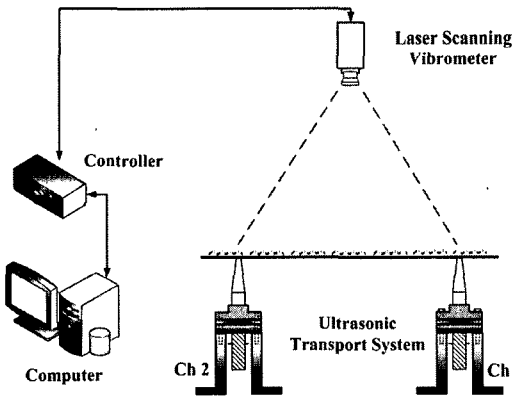 Laser Scanning
Vibrometer
Controller
Ultrasonic
Transport System
Ch 2
Ch
Computer